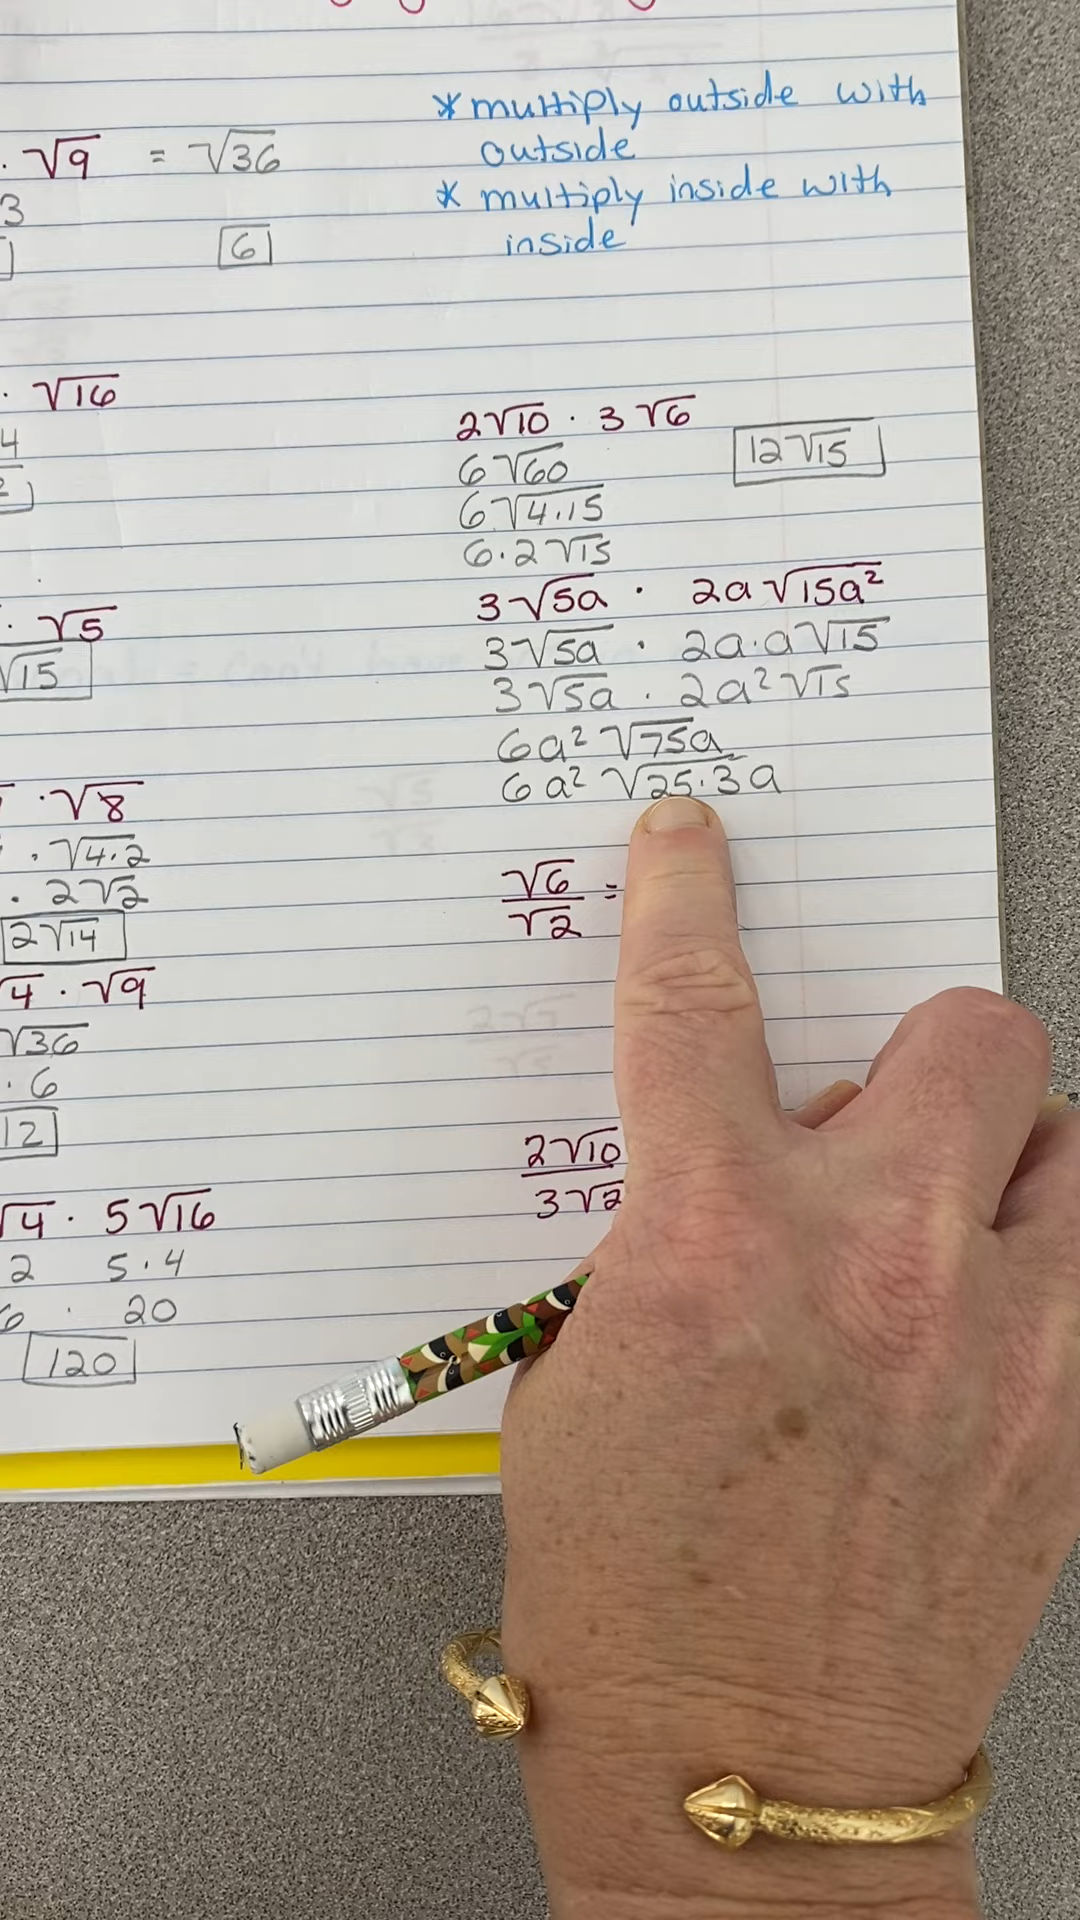 * multiply outside with
outside
* multiply inside with
inside
· √9 = √36
3
6
· √16
4
2
· √5
√15
· √8
· √4·2
· 2√2
2√14
√4 · √9
√36
· 6
12
√4 · 5√16
2 5·4
6 · 20
120
2√10 · 3√6
6√60
12√15
6√4·15
6·2√15
3√5a · 2a√15a²
3√5a · 2a·a√15
3√5a · 2a²√15
6a²√75a
6a²√25·3a
√6/√2 =
2√10
3√2